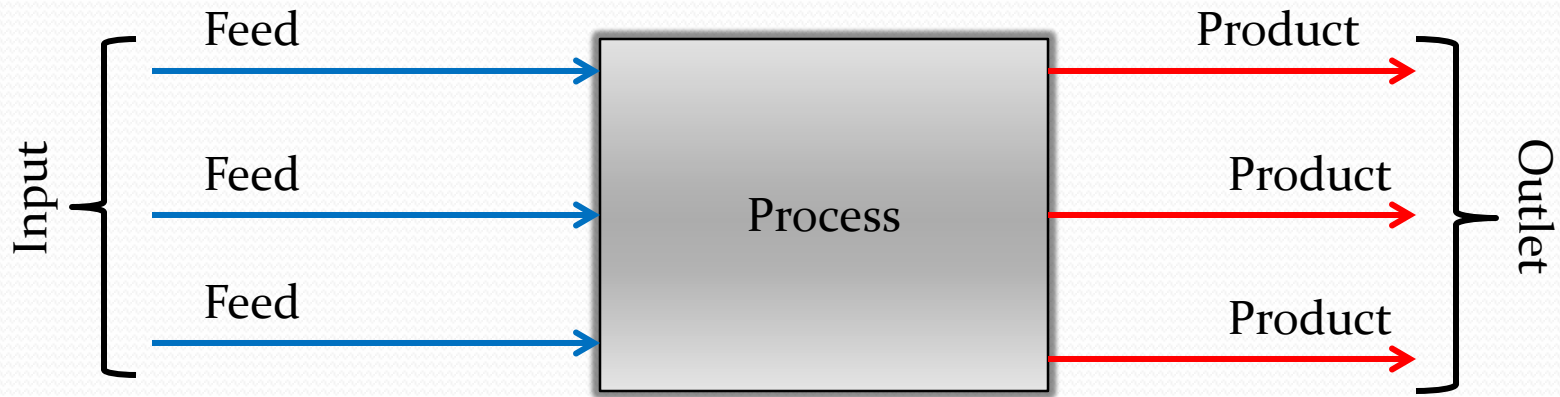 Feed
Product
Input
Feed
Process
Product
Outlet
Feed
Product